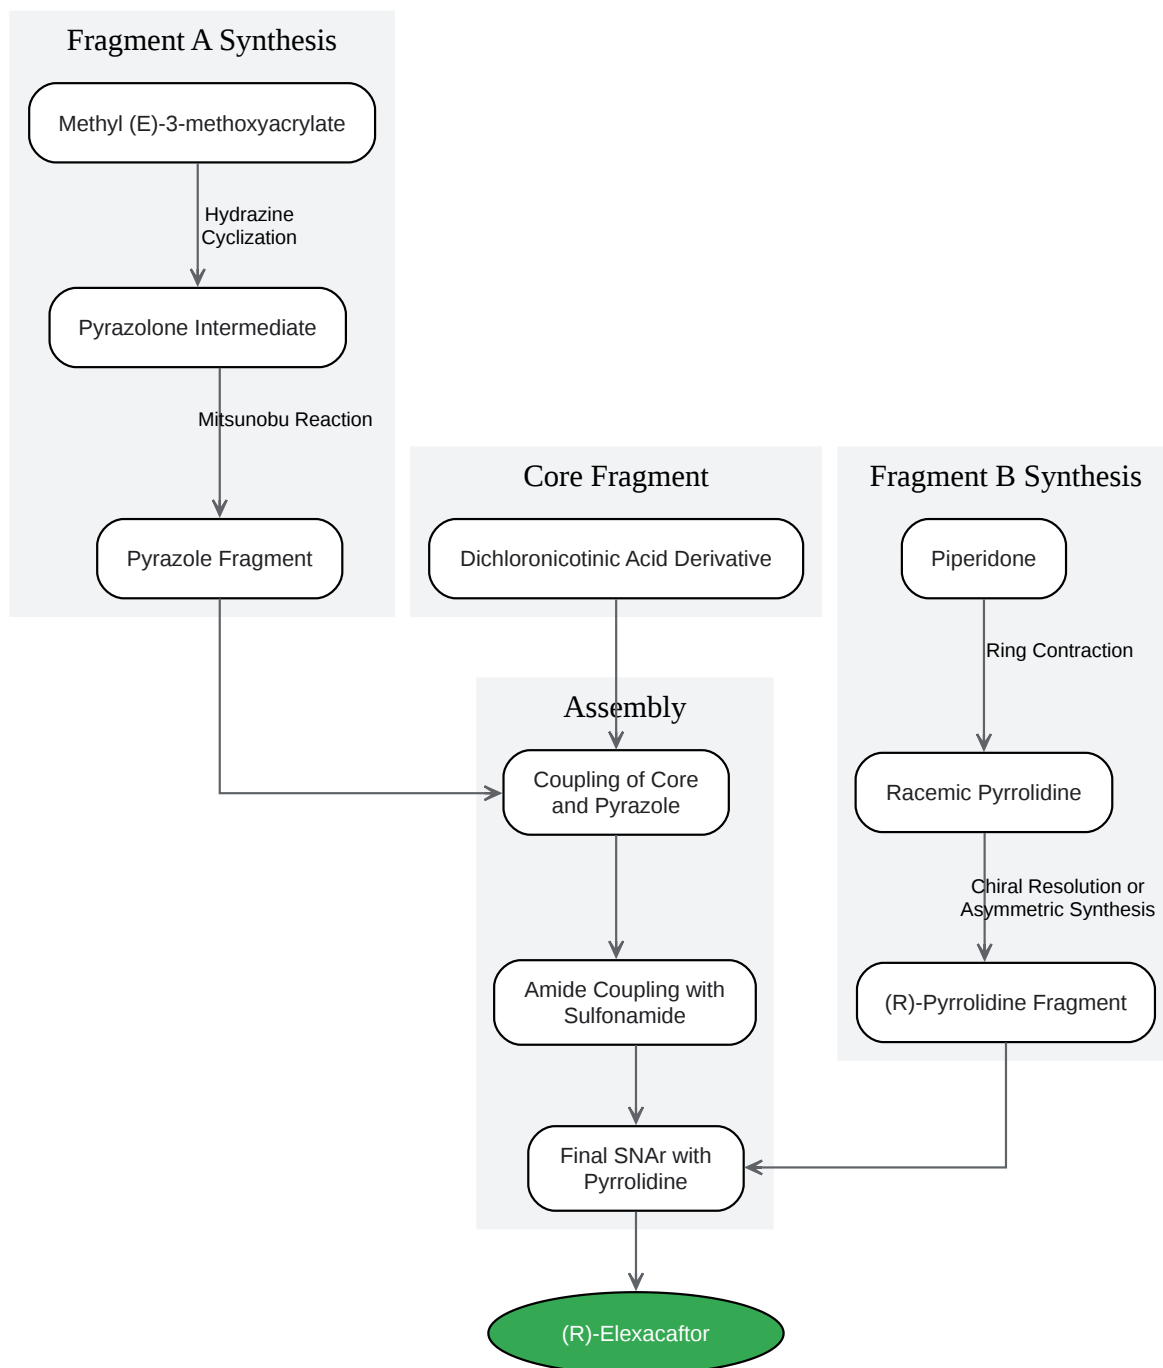 Fragment A Synthesis
Methyl (E)-3-methoxyacrylate
Hydrazine
Cyclization
Pyrazolone Intermediate
Mitsunobu Reaction
Pyrazole Fragment
Core Fragment
Dichloronicotinic Acid Derivative
Fragment B Synthesis
Piperidone
Ring Contraction
Racemic Pyrrolidine
Chiral Resolution or
Asymmetric Synthesis
(R)-Pyrrolidine Fragment
Assembly
Coupling of Core
and Pyrazole
Amide Coupling with
Sulfonamide
Final SNAr with
Pyrrolidine
(R)-Elexacaftor